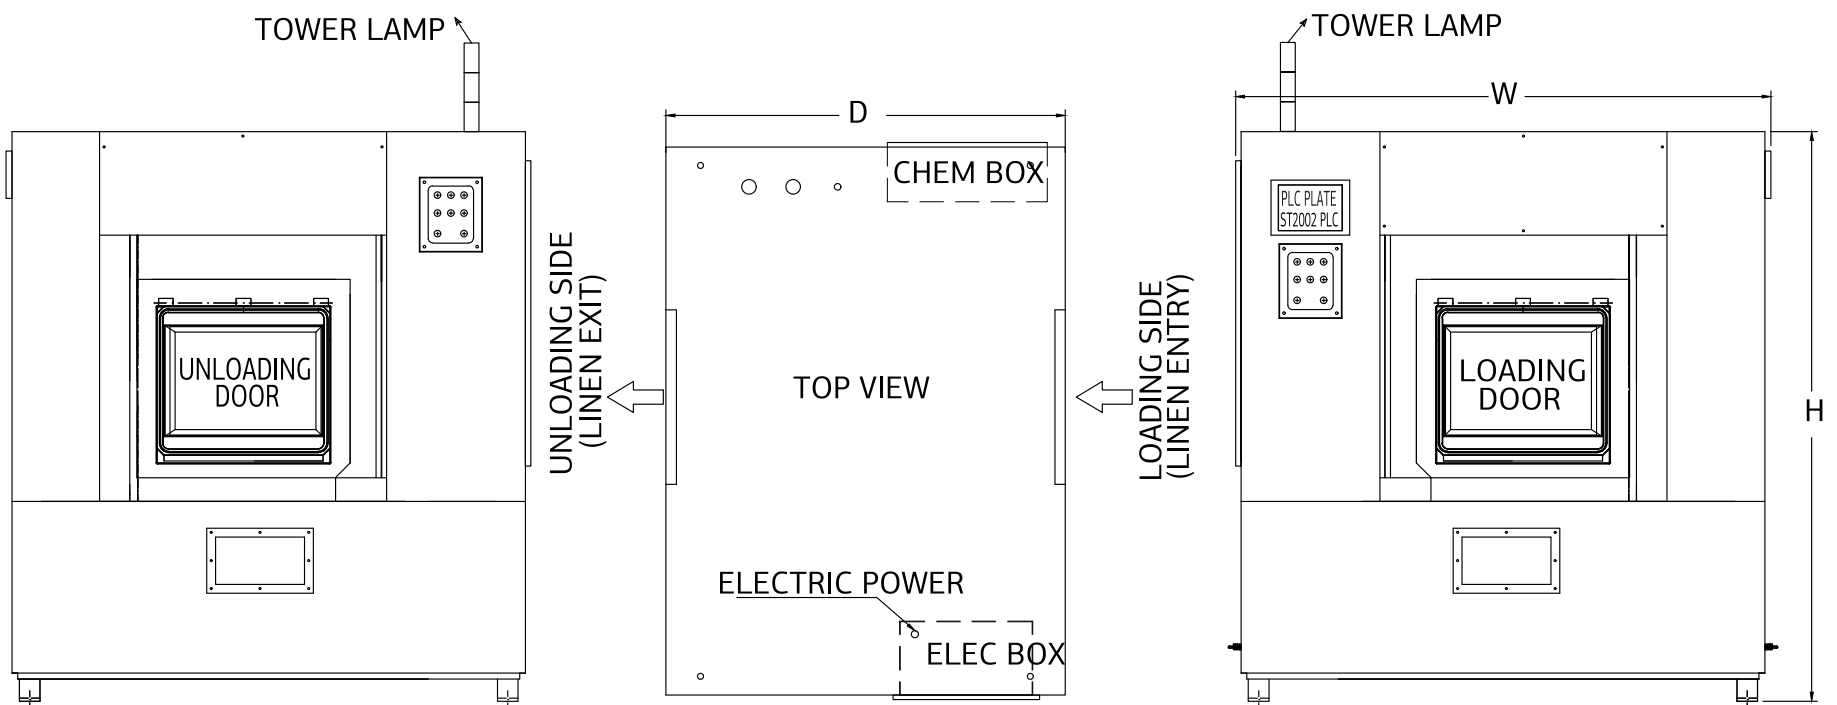 TOWER LAMP
UNLOADING
DOOR
UNLOADING SIDE
(LINEN EXIT)
D
CHEM BOX
TOP VIEW
ELECTRIC POWER
ELEC BOX
LOADING SIDE
(LINEN ENTRY)
TOWER LAMP
W
PLC PLATE
ST2002 PLC
LOADING
DOOR
H